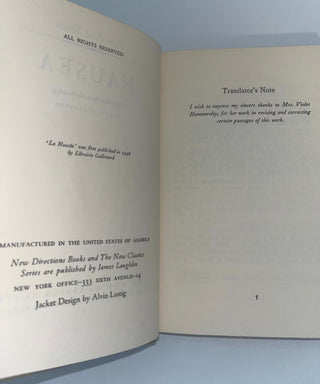 ALL RIGHTS RESERVED
'La Nausée' was first published in 1938
by Librairie Gallimard
MANUFACTURED IN THE UNITED STATES OF AMERICA
New Directions Books and The New Classics
Series are published by James Laughlin
NEW YORK OFFICE–333 SIXTH AVENUE–14
Jacket Design by Alvin Lustig
Translator's Note
I wish to express my sincere thanks to Mrs. Violet
Hammersley, for her work in revising and correcting
certain passages of this work.
5
NAUSEA